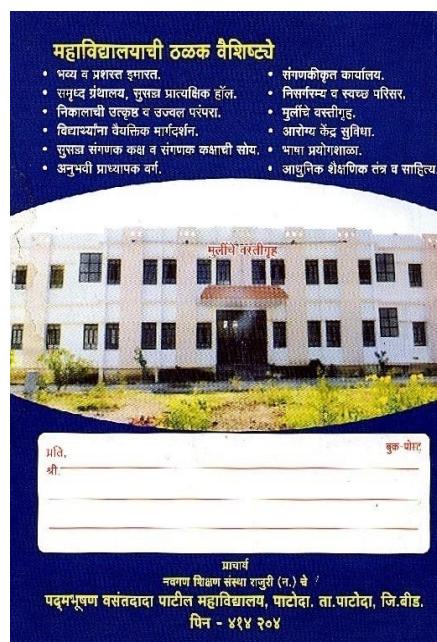 महाविद्यालयाची ठळक वैशिष्ट्ये
• भव्य व प्रशस्त इमारत.
• समृध्द ग्रंथालय, सुसज्ज प्रात्यक्षिक हॉल.
• निकालाची उत्कृष्ठ व उज्वल परंपरा.
• विद्यार्थ्यांना वैयक्तिक मार्गदर्शन.
• सुसज्ज संगणक कक्ष व संगणक कक्षाची सोय.
• अनुभवी प्राध्यापक वर्ग.
• संगणकीकृत कार्यालय.
• निसर्गरम्य व स्वच्छ परिसर.
• मुलींचे वस्तीगृह.
• आरोग्य केंद्र सुविधा.
• भाषा प्रयोगशाळा.
• आधुनिक शैक्षणिक तंत्र व साहित्य.
मुलींचे वस्तीगृह
बुक-पोस्ट
प्रति,
श्री.
प्राचार्य
नवगण शिक्षण संस्था राजुरी (न.) चे
पद्मभूषण वसंतदादा पाटील महाविद्यालय, पाटोदा. ता.पाटोदा, जि.बीड.
पिन - ४१४ २०४